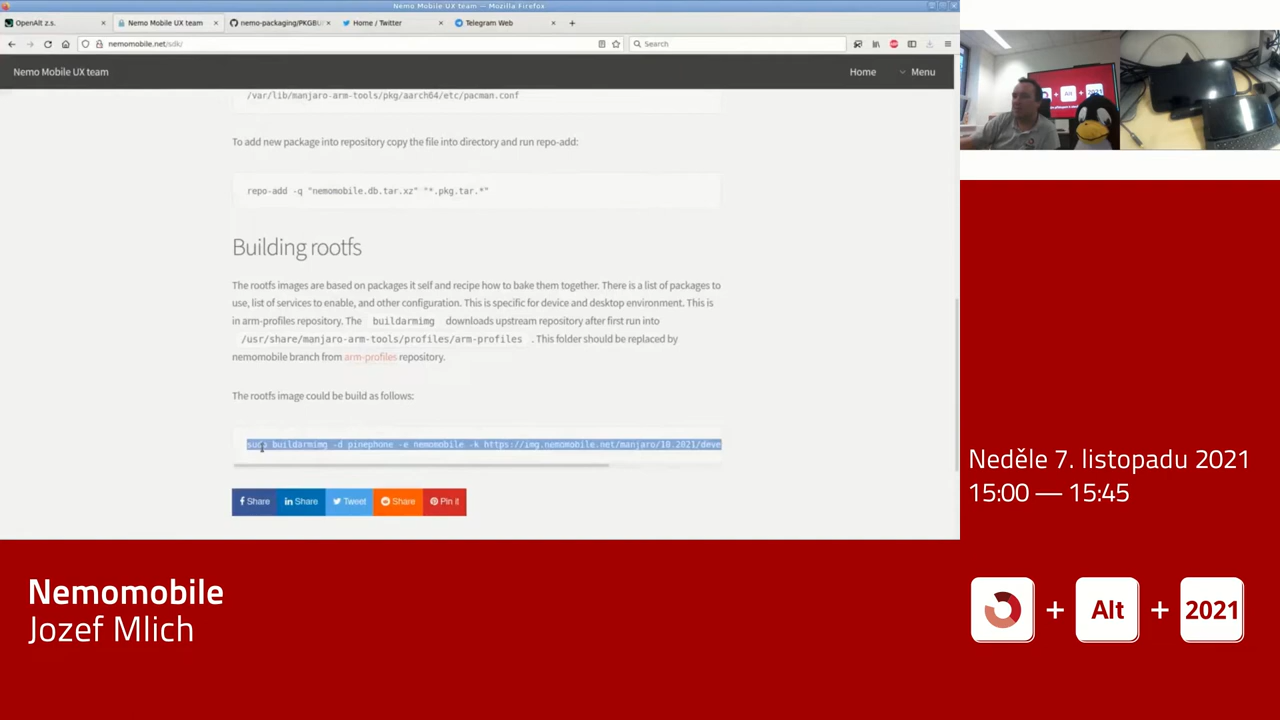 Nemo Mobile UX team — Mozilla Firefox
OpenAlt z.s.
Nemo Mobile UX team
nemo-packaging/PKGBU
Home / Twitter
Telegram Web
nemomobile.net/sdk/
Search
Nemo Mobile UX team
Home
Menu
/var/lib/manjaro-arm-tools/pkg/aarch64/etc/pacman.conf
To add new package into repository copy the file into directory and run repo-add:
repo-add -q "nemomobile.db.tar.xz" "*.pkg.tar.*"
Building rootfs
The rootfs images are based on packages it self and recipe how to bake them together. There is a list of packages to
use, list of services to enable, and other configuration. This is specific for device and desktop environment. This is
in arm-profiles repository. The buildarmimg downloads upstream repository after first run into
/usr/share/manjaro-arm-tools/profiles/arm-profiles . This folder should be replaced by
nemomobile branch from arm-profiles repository.
The rootfs image could be build as follows:
sudo buildarmimg -d pinephone -e nemomobile -k https://img.nemomobile.net/manjaro/10.2021/deve
Share
Share
Tweet
Share
Pin it
Neděle 7. listopadu 2021
15:00 — 15:45
Nemomobile
Jozef Mlich
+ Alt + 2021